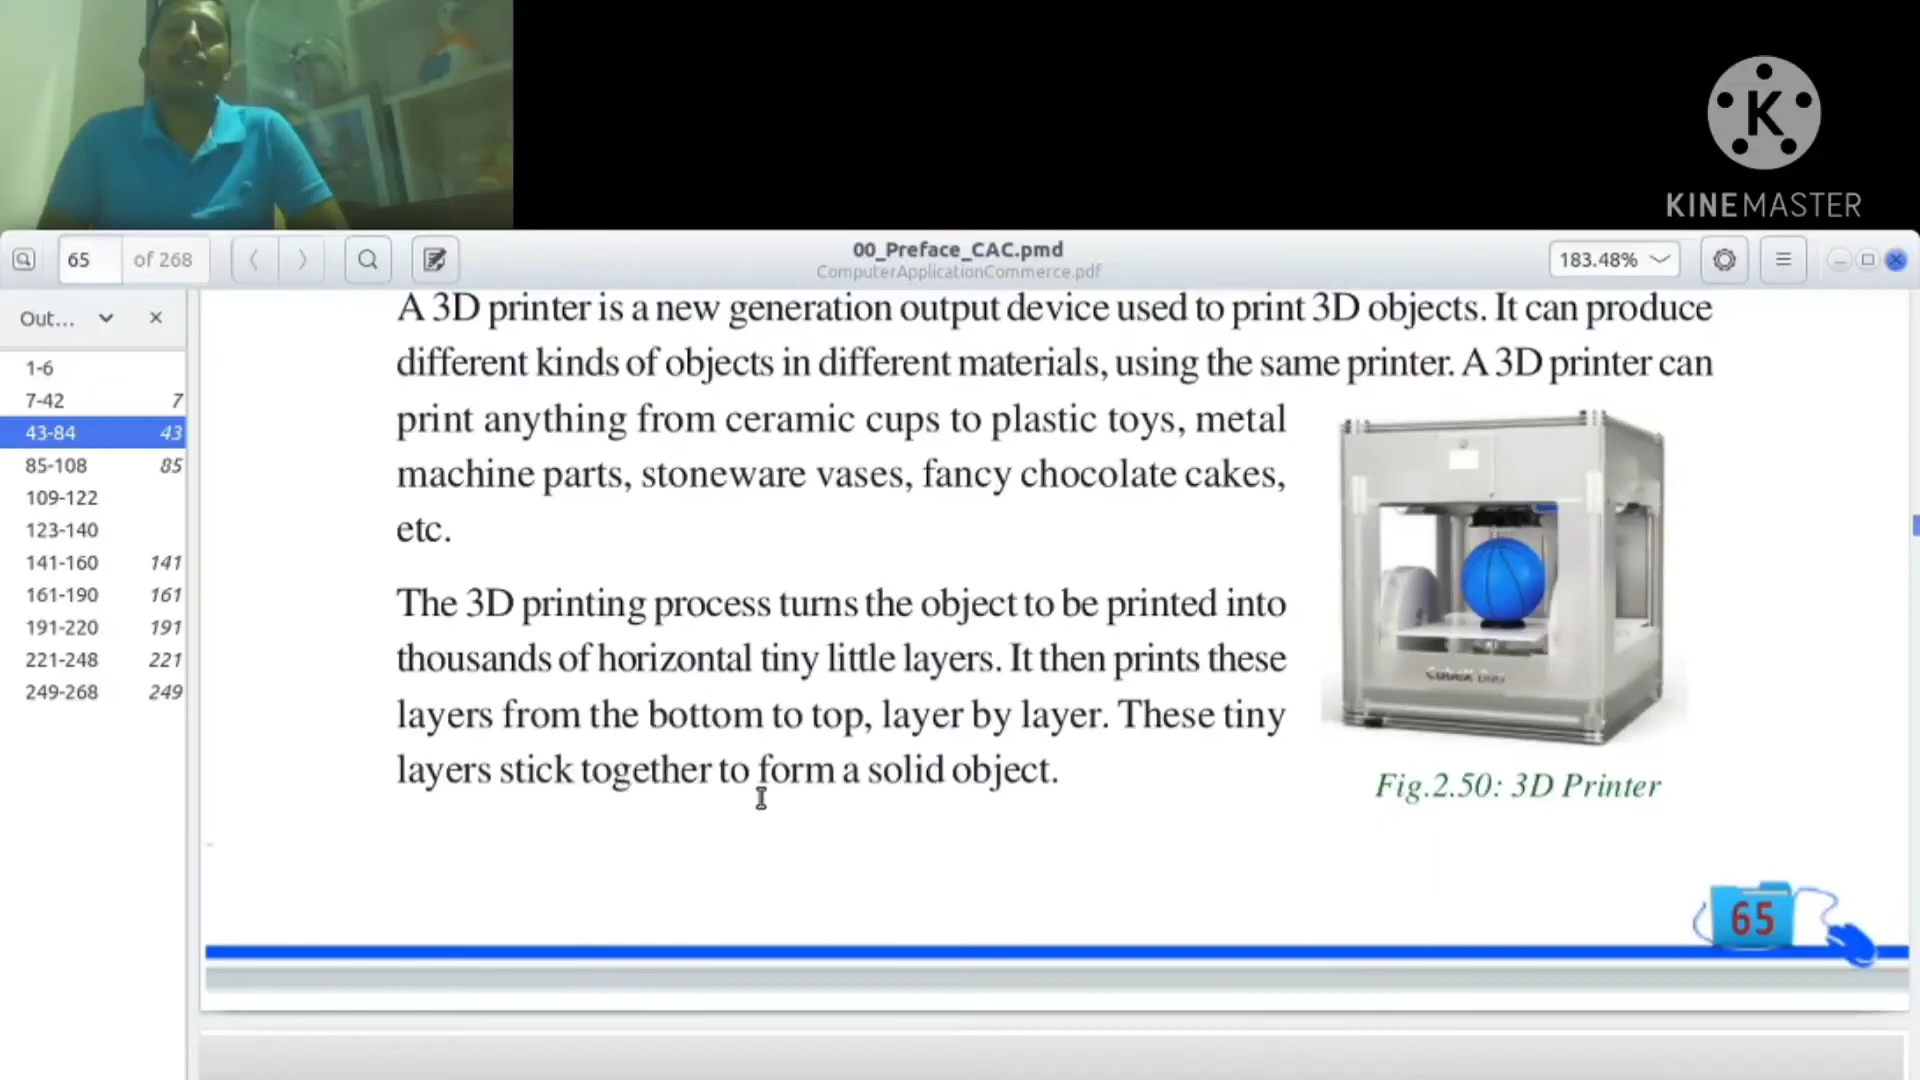 K
KINEMASTER
65 of 268
00_Preface_CAC.pmd
ComputerApplicationCommerce.pdf
183.48%
Out...
1-6
7-42 7
43-84 43
85-108 85
109-122
123-140
141-160 141
161-190 161
191-220 191
221-248 221
249-268 249
A 3D printer is a new generation output device used to print 3D objects. It can produce
different kinds of objects in different materials, using the same printer. A 3D printer can
print anything from ceramic cups to plastic toys, metal
machine parts, stoneware vases, fancy chocolate cakes,
etc.
The 3D printing process turns the object to be printed into
thousands of horizontal tiny little layers. It then prints these
layers from the bottom to top, layer by layer. These tiny
layers stick together to form a solid object.
Fig.2.50: 3D Printer
65